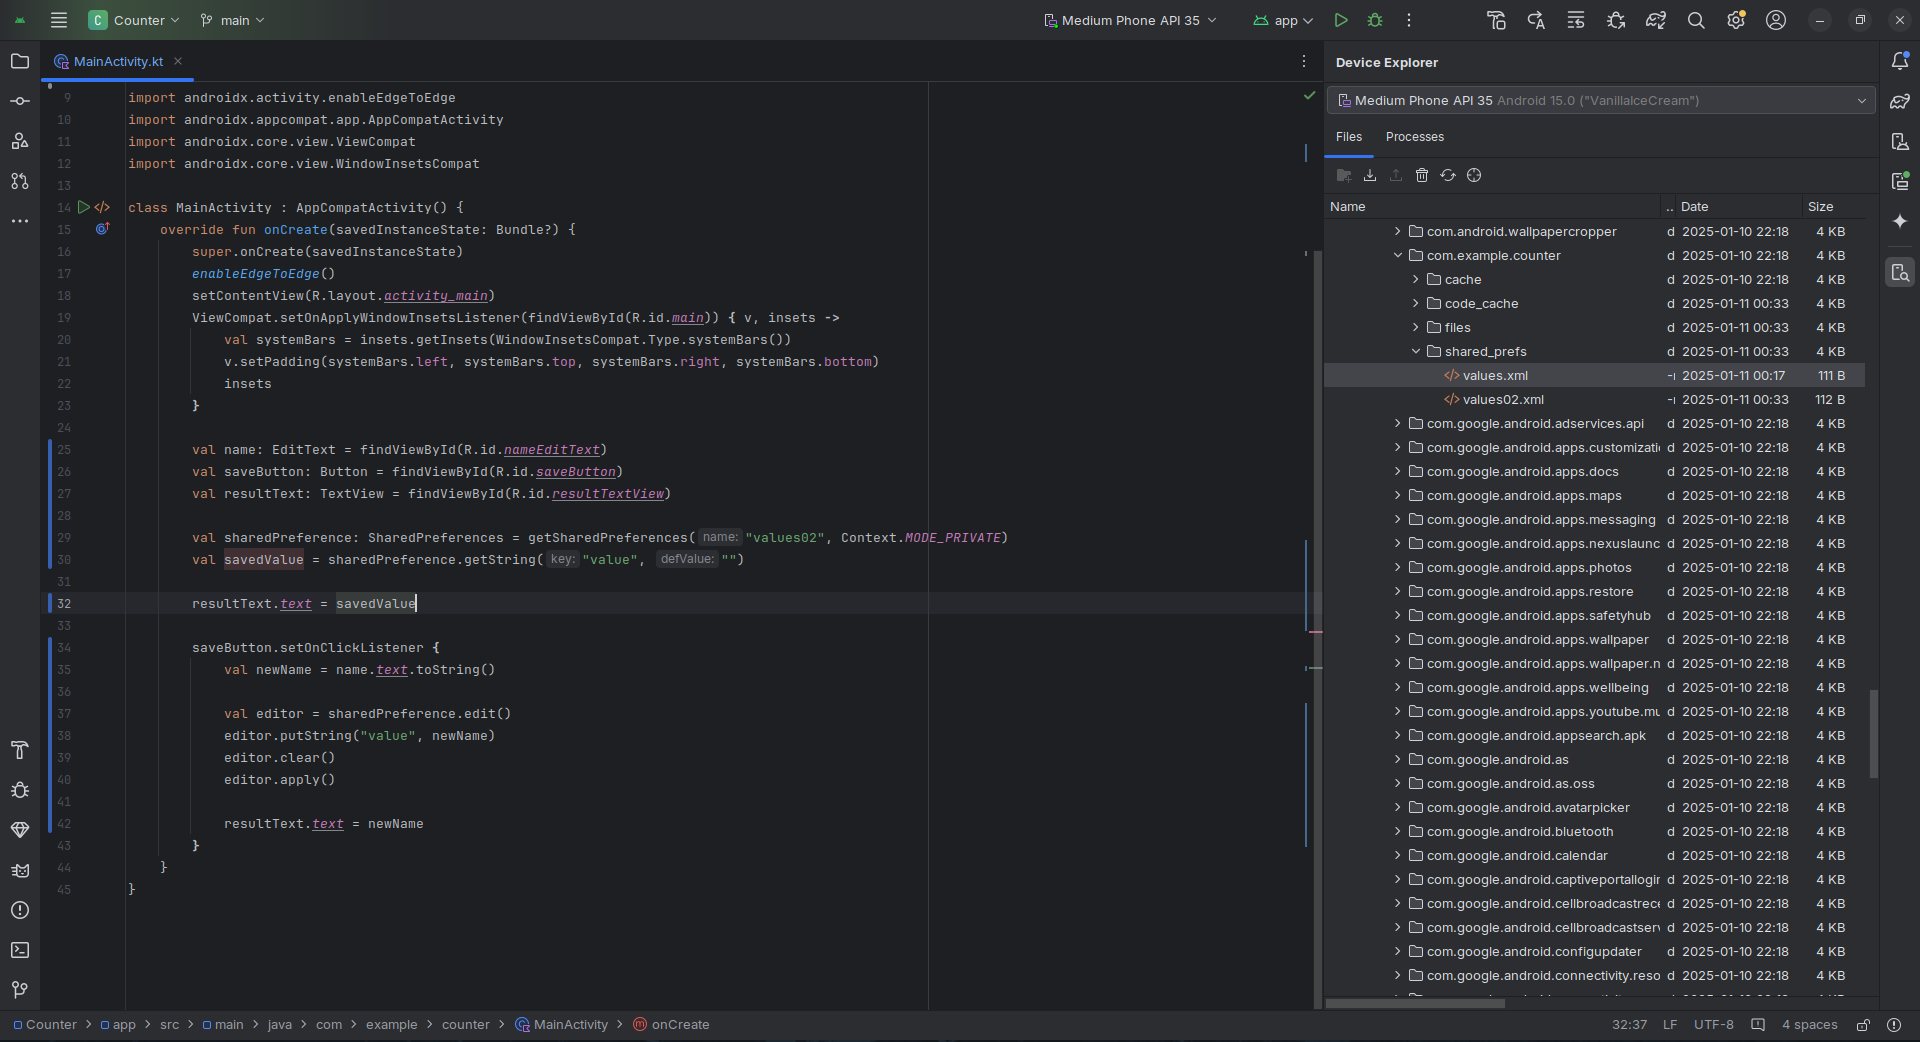 C Counter main Medium Phone API 35 app
MainActivity.kt
9 import androidx.activity.enableEdgeToEdge
10 import androidx.appcompat.app.AppCompatActivity
11 import androidx.core.view.ViewCompat
12 import androidx.core.view.WindowInsetsCompat
13
14 class MainActivity : AppCompatActivity() {
15 override fun onCreate(savedInstanceState: Bundle?) {
16 super.onCreate(savedInstanceState)
17 enableEdgeToEdge()
18 setContentView(R.layout.activity_main)
19 ViewCompat.setOnApplyWindowInsetsListener(findViewById(R.id.main)) { v, insets ->
20 val systemBars = insets.getInsets(WindowInsetsCompat.Type.systemBars())
21 v.setPadding(systemBars.left, systemBars.top, systemBars.right, systemBars.bottom)
22 insets
23 }
24
25 val name: EditText = findViewById(R.id.nameEditText)
26 val saveButton: Button = findViewById(R.id.saveButton)
27 val resultText: TextView = findViewById(R.id.resultTextView)
28
29 val sharedPreference: SharedPreferences = getSharedPreferences( name: "values02", Context.MODE_PRIVATE)
30 val savedValue = sharedPreference.getString( key: "value", defValue: "")
31
32 resultText.text = savedValue
33
34 saveButton.setOnClickListener {
35 val newName = name.text.toString()
36
37 val editor = sharedPreference.edit()
38 editor.putString("value", newName)
39 editor.clear()
40 editor.apply()
41
42 resultText.text = newName
43 }
44 }
45 }
Device Explorer
Medium Phone API 35 Android 15.0 ("VanillaIceCream")
Files Processes
Name .. Date Size
com.android.wallpapercropper d 2025-01-10 22:18 4 KB
com.example.counter d 2025-01-10 22:18 4 KB
cache d 2025-01-10 22:18 4 KB
code_cache d 2025-01-11 00:33 4 KB
files d 2025-01-11 00:33 4 KB
shared_prefs d 2025-01-11 00:33 4 KB
values.xml -r 2025-01-11 00:17 111 B
values02.xml -r 2025-01-11 00:33 112 B
com.google.android.adservices.api d 2025-01-10 22:18 4 KB
com.google.android.apps.customizati d 2025-01-10 22:18 4 KB
com.google.android.apps.docs d 2025-01-10 22:18 4 KB
com.google.android.apps.maps d 2025-01-10 22:18 4 KB
com.google.android.apps.messaging d 2025-01-10 22:18 4 KB
com.google.android.apps.nexuslaunc d 2025-01-10 22:18 4 KB
com.google.android.apps.photos d 2025-01-10 22:18 4 KB
com.google.android.apps.restore d 2025-01-10 22:18 4 KB
com.google.android.apps.safetyhub d 2025-01-10 22:18 4 KB
com.google.android.apps.wallpaper d 2025-01-10 22:18 4 KB
com.google.android.apps.wallpaper.n d 2025-01-10 22:18 4 KB
com.google.android.apps.wellbeing d 2025-01-10 22:18 4 KB
com.google.android.apps.youtube.mu d 2025-01-10 22:18 4 KB
com.google.android.appsearch.apk d 2025-01-10 22:18 4 KB
com.google.android.as d 2025-01-10 22:18 4 KB
com.google.android.as.oss d 2025-01-10 22:18 4 KB
com.google.android.avatarpicker d 2025-01-10 22:18 4 KB
com.google.android.bluetooth d 2025-01-10 22:18 4 KB
com.google.android.calendar d 2025-01-10 22:18 4 KB
com.google.android.captiveportallogin d 2025-01-10 22:18 4 KB
com.google.android.cellbroadcastrece d 2025-01-10 22:18 4 KB
com.google.android.cellbroadcastserv d 2025-01-10 22:18 4 KB
com.google.android.configupdater d 2025-01-10 22:18 4 KB
com.google.android.connectivity.reso d 2025-01-10 22:18 4 KB
Counter > app > src > main > java > com > example > counter > MainActivity > m onCreate 32:37 LF UTF-8 4 spaces